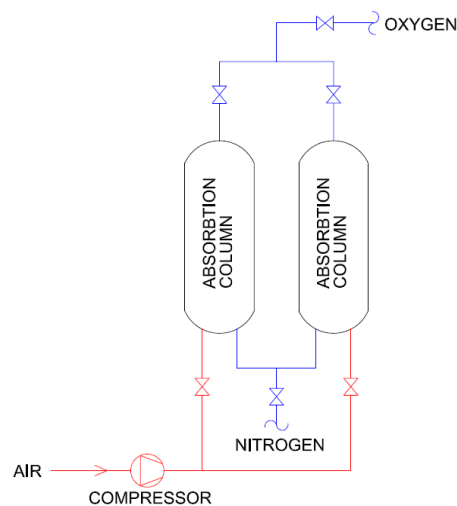 OXYGEN
ABSORBTION
COLUMN
ABSORBTION
COLUMN
NITROGEN
AIR
COMPRESSOR